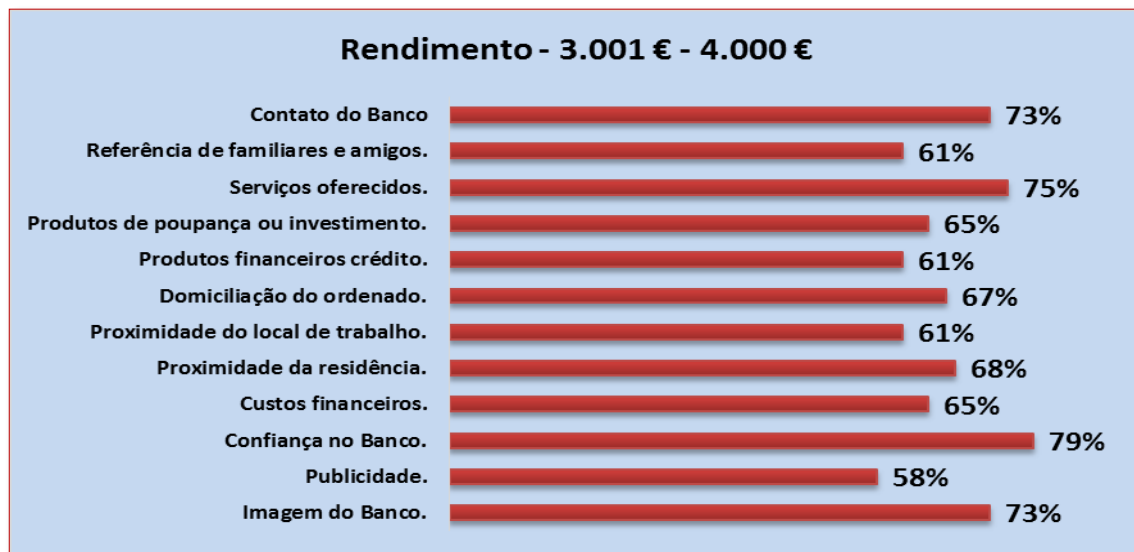 Rendimento - 3.001 € - 4.000 €
Contato do Banco 73%
Referência de familiares e amigos. 61%
Serviços oferecidos. 75%
Produtos de poupança ou investimento. 65%
Produtos financeiros crédito. 61%
Domiciliação do ordenado. 67%
Proximidade do local de trabalho. 61%
Proximidade da residência. 68%
Custos financeiros. 65%
Confiança no Banco. 79%
Publicidade. 58%
Imagem do Banco. 73%